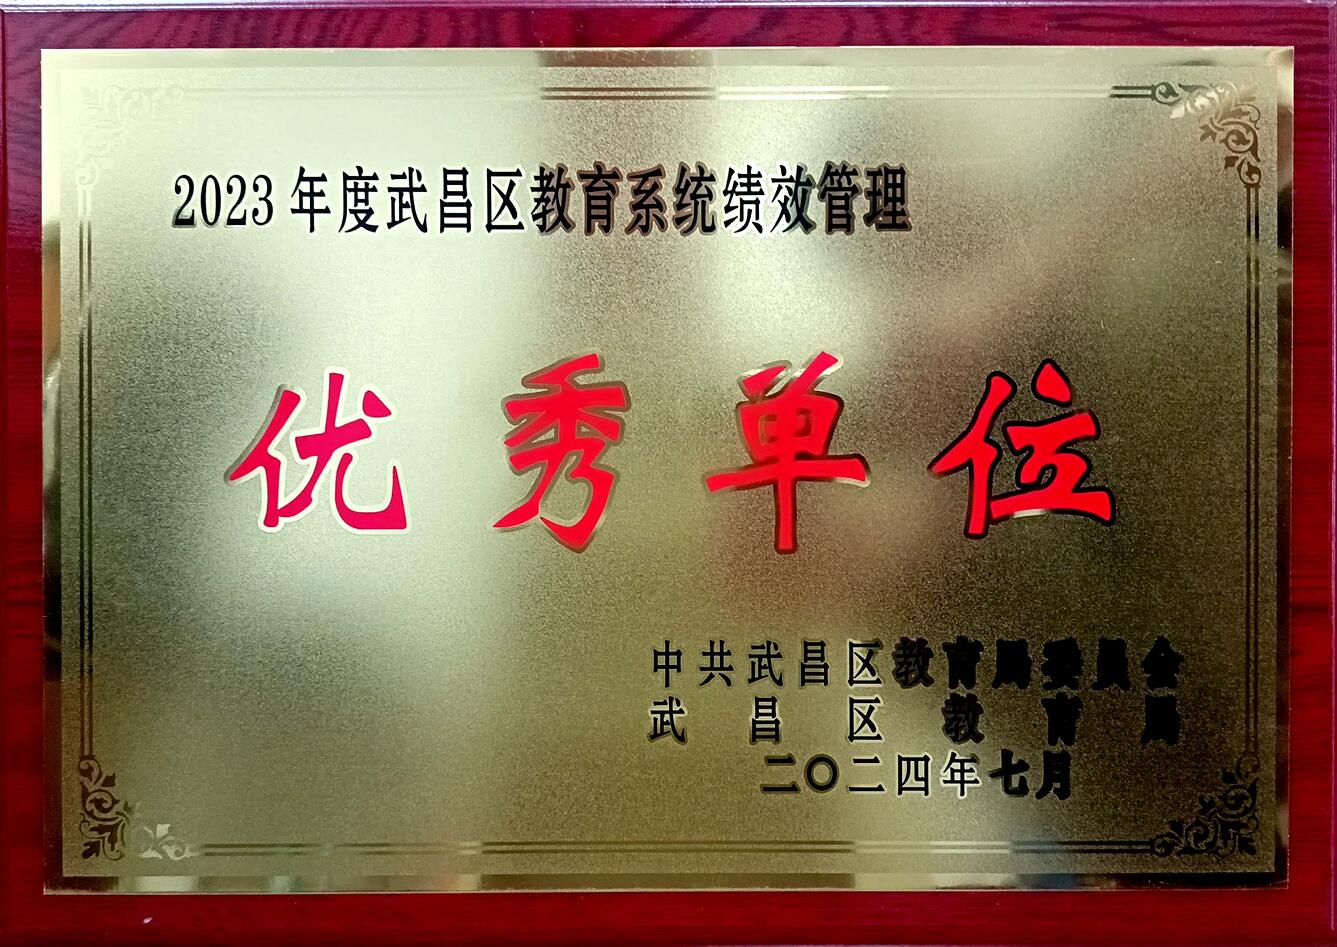 2023年度武昌区教育系统绩效管理
优秀单位
中共武昌区教育局委员会
武昌区教育局
二〇二四年七月